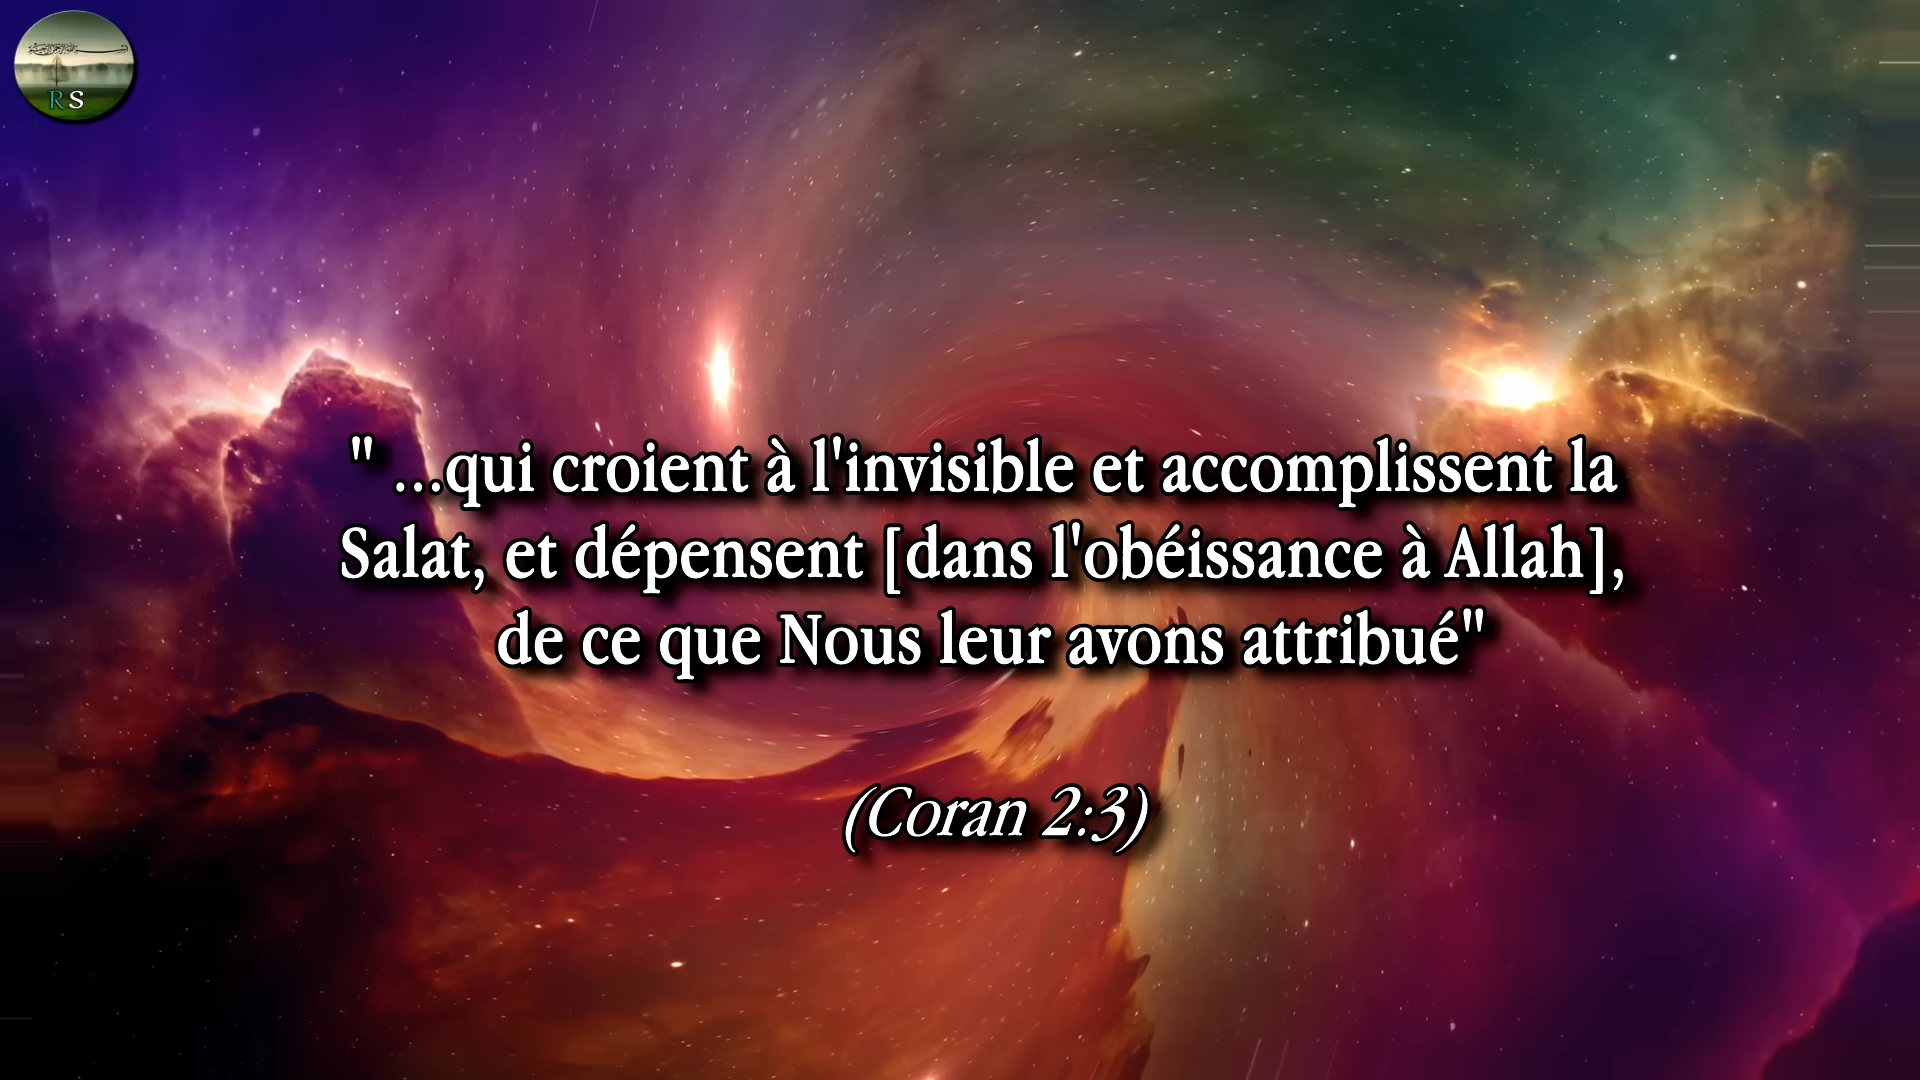 RS
" ...qui croient à l'invisible et accomplissent la
Salat, et dépensent [dans l'obéissance à Allah],
de ce que Nous leur avons attribué"
(Coran 2:3)